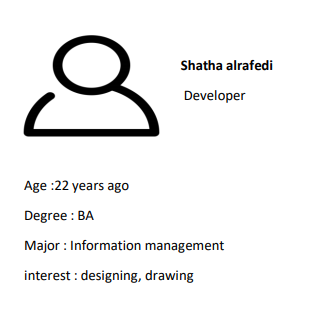 Shatha alrafedi
Developer
Age :22 years ago
Degree : BA
Major : Information management
interest : designing, drawing